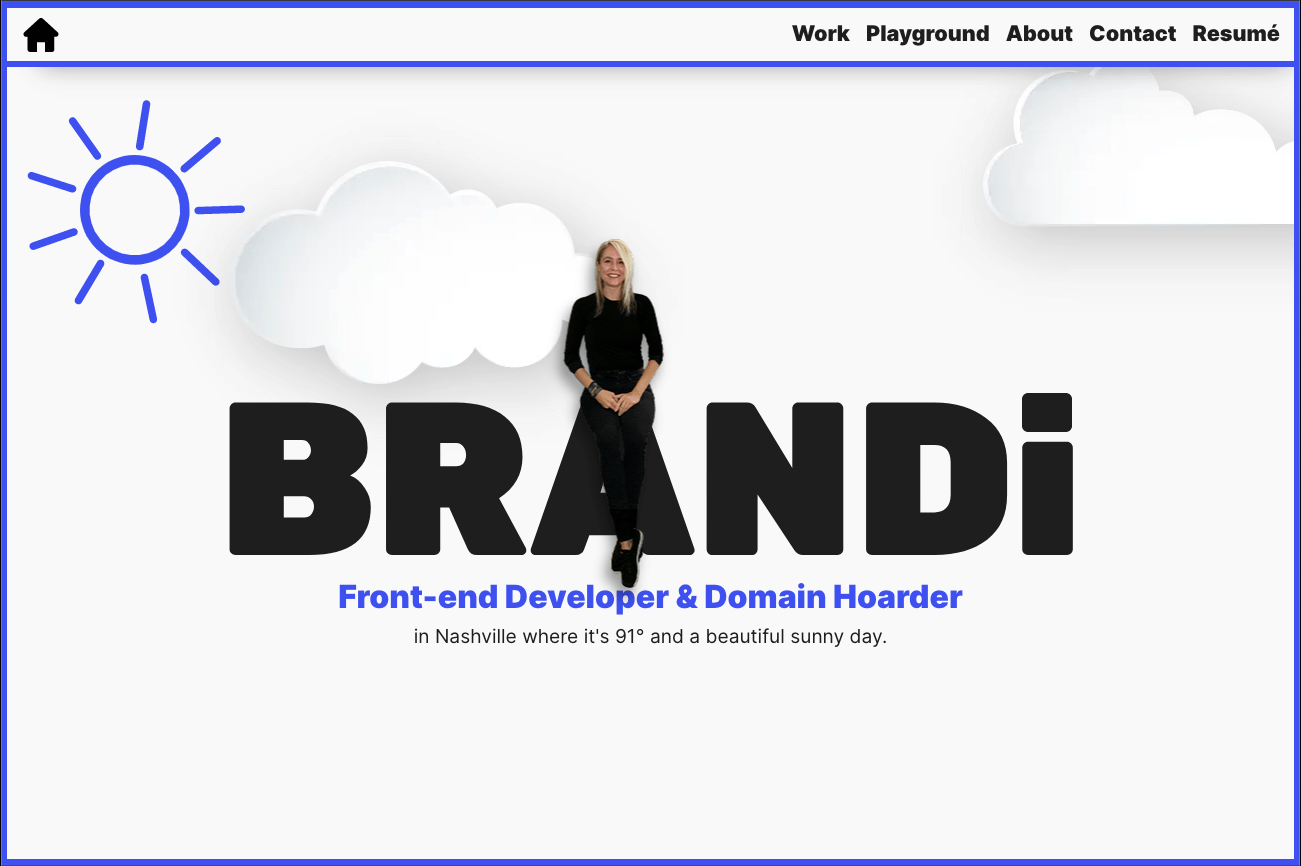 Work Playground About Contact Resumé
BRANDi
Front-end Developer & Domain Hoarder
in Nashville where it's 91° and a beautiful sunny day.